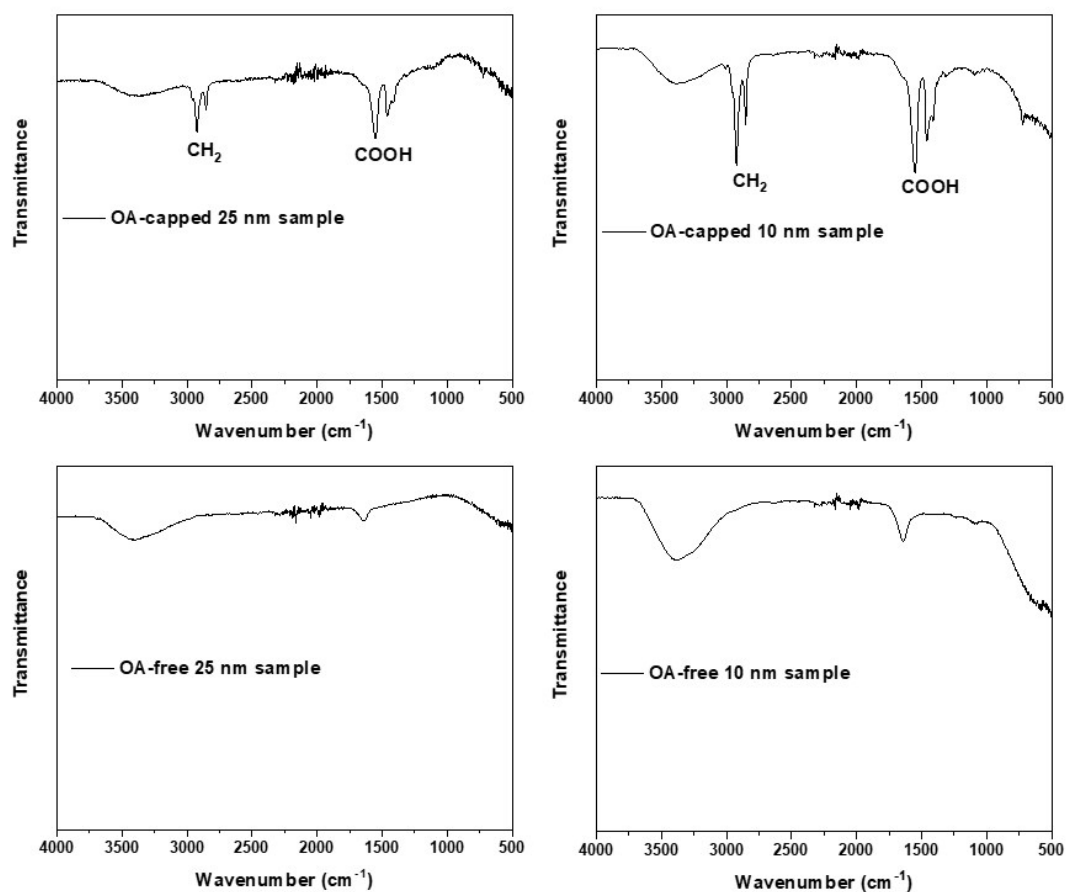 Transmittance
CH₂
COOH
OA-capped 25 nm sample
4000 3500 3000 2500 2000 1500 1000 500
Wavenumber (cm⁻¹)
Transmittance
CH₂
COOH
OA-capped 10 nm sample
4000 3500 3000 2500 2000 1500 1000 500
Wavenumber (cm⁻¹)
Transmittance
OA-free 25 nm sample
4000 3500 3000 2500 2000 1500 1000 500
Wavenumber (cm⁻¹)
Transmittance
OA-free 10 nm sample
4000 3500 3000 2500 2000 1500 1000 500
Wavenumber (cm⁻¹)